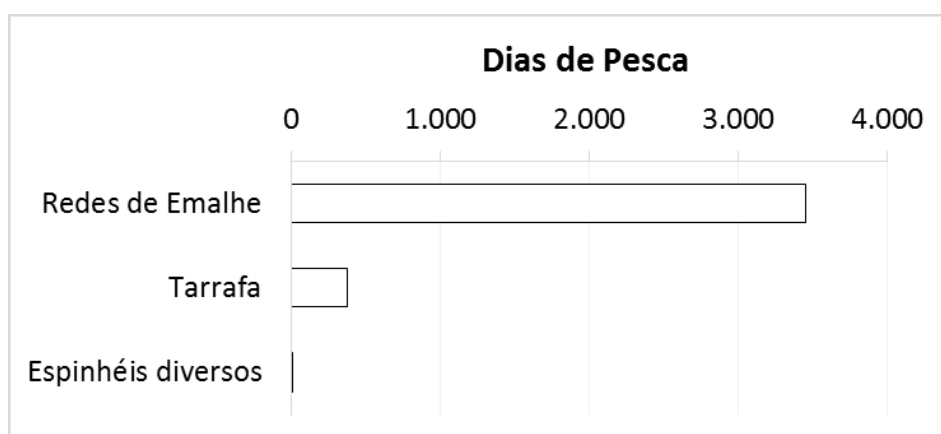 Dias de Pesca
0 1.000 2.000 3.000 4.000
Redes de Emalhe
Tarrafa
Espinhéis diversos